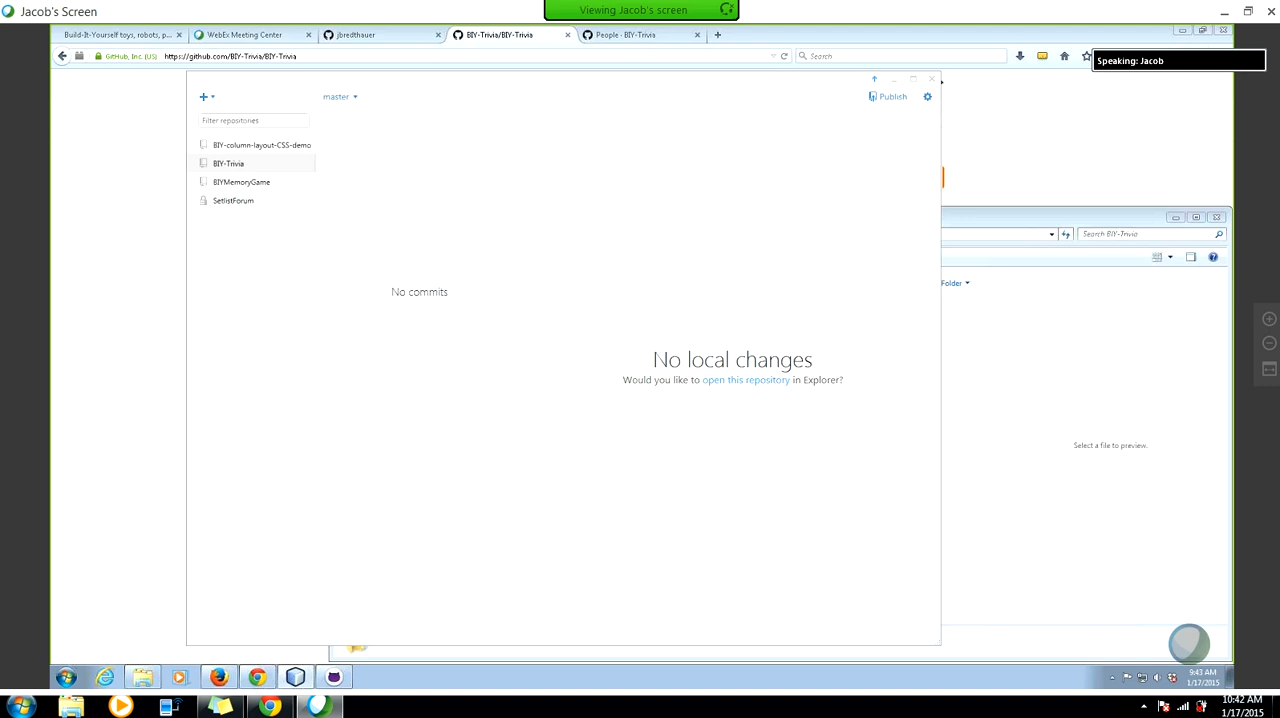 Jacob's Screen
Viewing Jacob's screen
Build-It-Yourself toys, robots, p...
WebEx Meeting Center
jbredthauer
BIY-Trivia/BIY-Trivia
People · BIY-Trivia
GitHub, Inc. (US)
https://github.com/BIY-Trivia/BIY-Trivia
Search
Speaking: Jacob
master
Publish
Filter repositories
BIY-column-layout-CSS-demo
BIY-Trivia
BIYMemoryGame
SetlistForum
Search BIY-Trivia
Folder
No commits
No local changes
Would you like to open this repository in Explorer?
Select a file to preview.
9:43 AM
1/17/2015
10:42 AM
1/17/2015